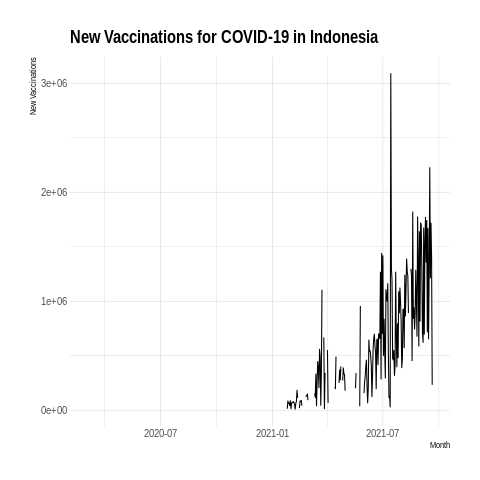 New Vaccinations for COVID-19 in Indonesia
New Vaccinations
3e+06
2e+06
1e+06
0e+00
2020-07
2021-01
2021-07
Month